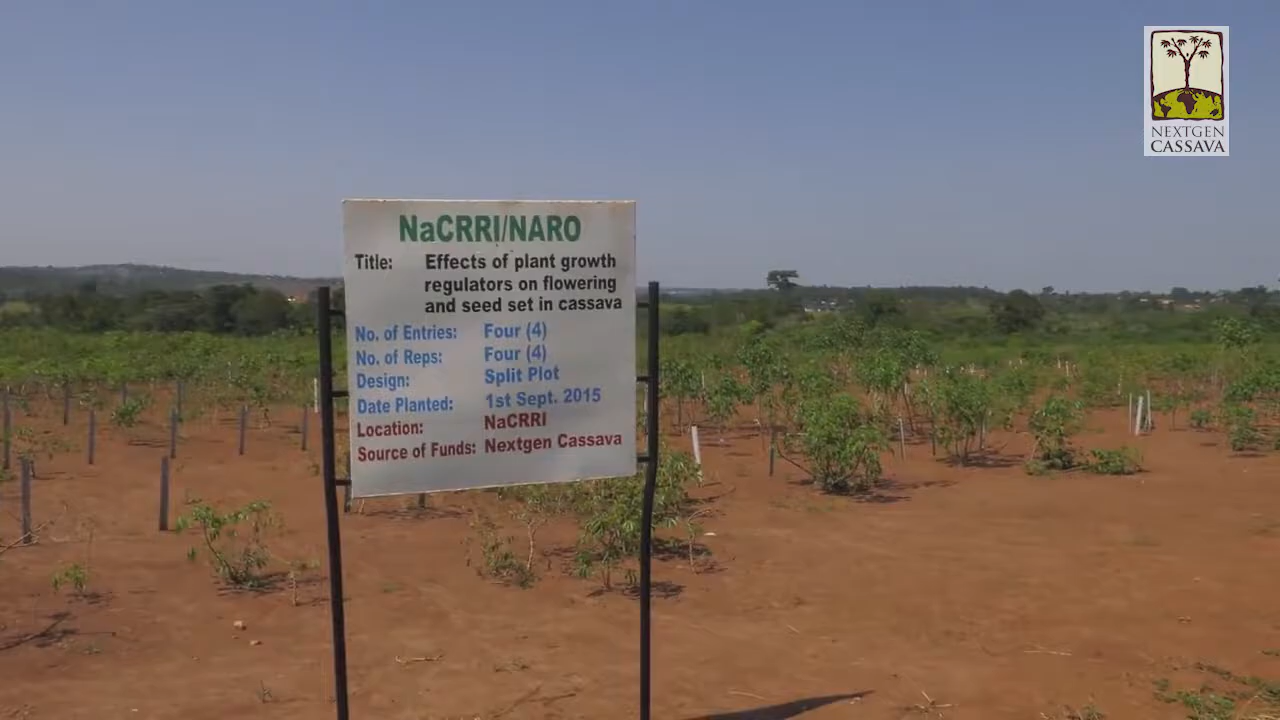 NEXTGEN
CASSAVA
NaCRRI/NARO
Title: Effects of plant growth
regulators on flowering
and seed set in cassava
No. of Entries: Four (4)
No. of Reps: Four (4)
Design: Split Plot
Date Planted: 1st Sept. 2015
Location: NaCRRI
Source of Funds: Nextgen Cassava